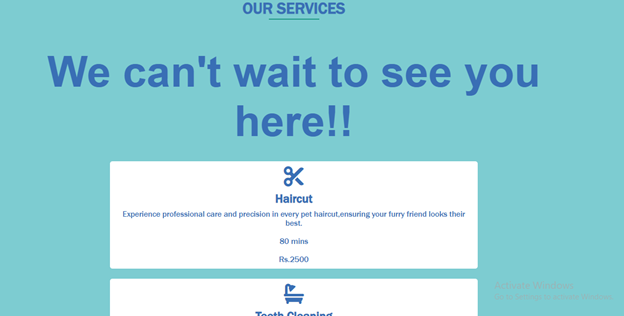 OUR SERVICES
We can't wait to see you
here!!
Haircut
Experience professional care and precision in every pet haircut,ensuring your furry friend looks their
best.
80 mins
Rs.2500
Teeth Cleaning
Activate Windows
Go to Settings to activate Windows.